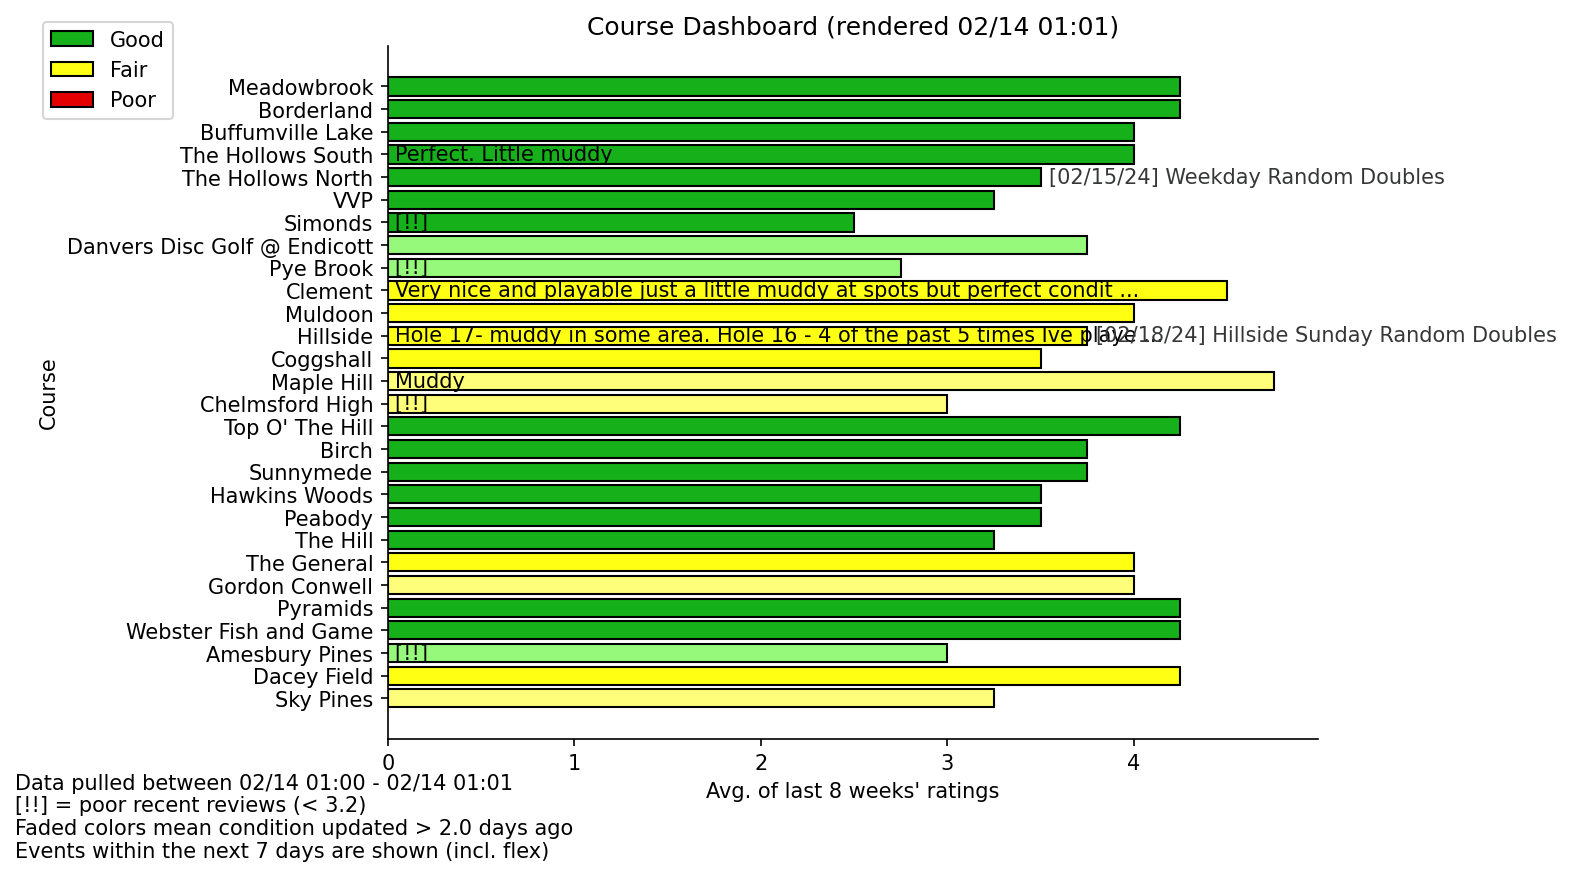 Course Dashboard (rendered 02/14 01:01)
Good
Fair
Poor
Meadowbrook
Borderland
Buffumville Lake
The Hollows South Perfect. Little muddy
The Hollows North [02/15/24] Weekday Random Doubles
VVP
Simonds [!!]
Danvers Disc Golf @ Endicott
Pye Brook [!!]
Clement Very nice and playable just a little muddy at spots but perfect condit ...
Muldoon
Hillside Hole 17- muddy in some area. Hole 16 - 4 of the past 5 times Ive playe ... [02/18/24] Hillside Sunday Random Doubles
Coggshall
Maple Hill Muddy
Chelmsford High [!!]
Top O' The Hill
Birch
Sunnymede
Hawkins Woods
Peabody
The Hill
The General
Gordon Conwell
Pyramids
Webster Fish and Game
Amesbury Pines [!!]
Dacey Field
Sky Pines
Course
0 1 2 3 4
Avg. of last 8 weeks' ratings
Data pulled between 02/14 01:00 - 02/14 01:01
[!!] = poor recent reviews (< 3.2)
Faded colors mean condition updated > 2.0 days ago
Events within the next 7 days are shown (incl. flex)